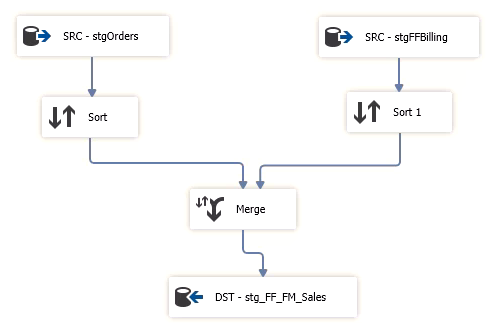 SRC - stgOrders
SRC - stgFFBilling
Sort
Sort 1
Merge
DST - stg_FF_FM_Sales